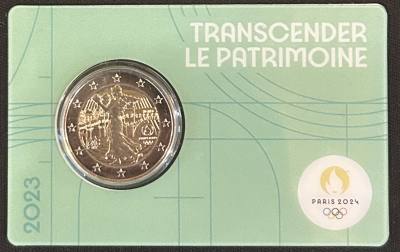 TRANSCENDER
LE PATRIMOINE
2023
PARIS 2024